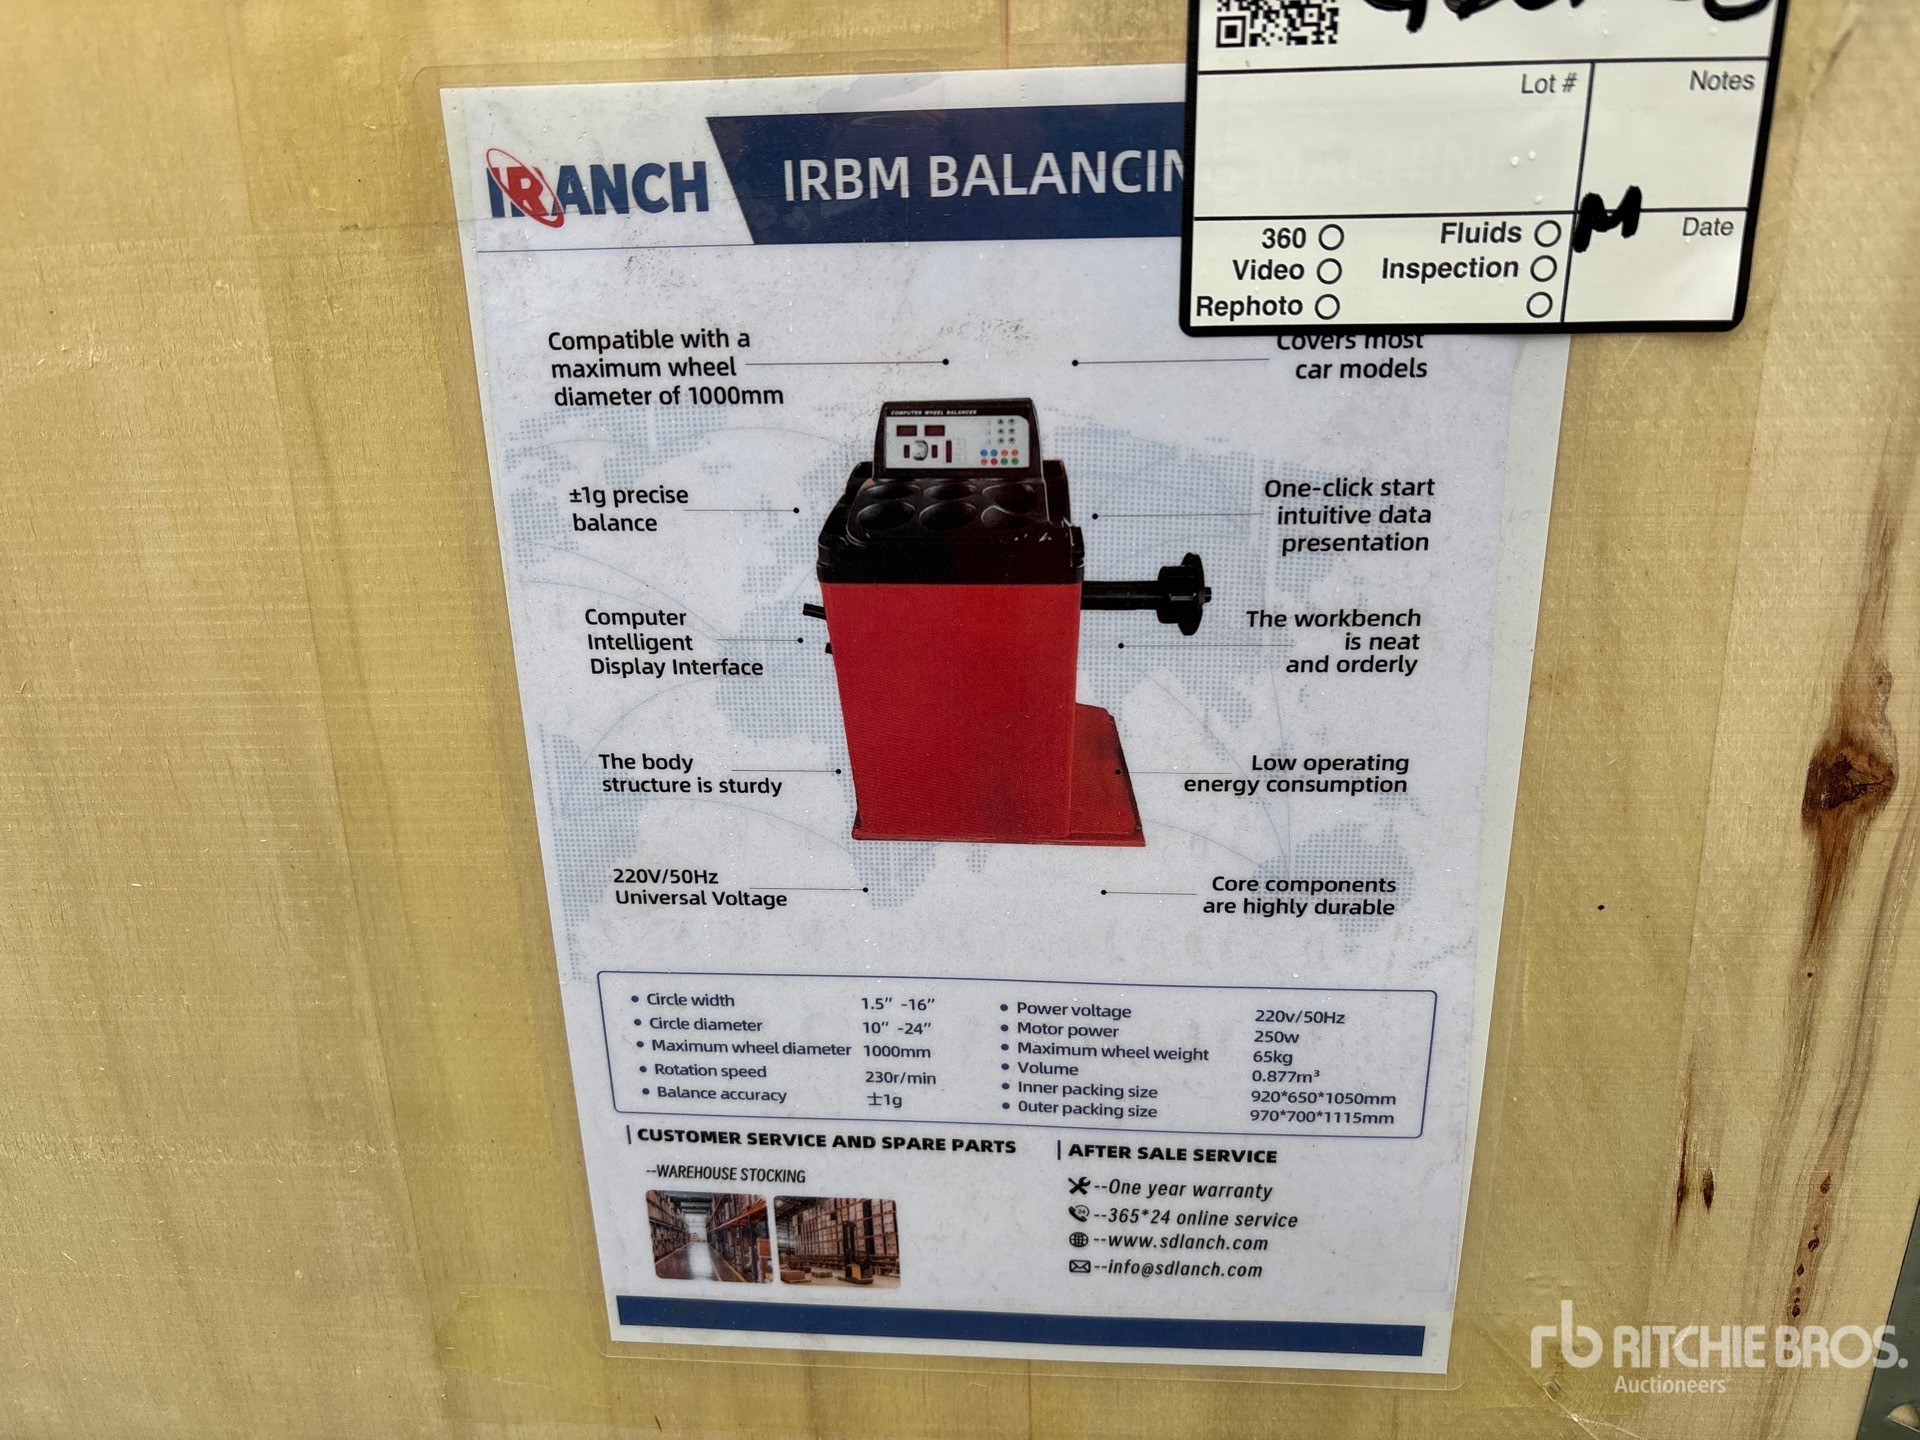 Lot #
Notes
360
Fluids
M
Date
Video
Inspection
Rephoto
IRANCH
IRBM BALANCIN
Compatible with a
maximum wheel
diameter of 1000mm
Covers most
car models
COMPUTER WHEEL BALANCER
±1g precise
balance
One-click start
intuitive data
presentation
Computer
Intelligent
Display Interface
The workbench
is neat
and orderly
The body
structure is sturdy
Low operating
energy consumption
220V/50Hz
Universal Voltage
Core components
are highly durable
• Circle width 1.5” -16”
• Circle diameter 10” -24”
• Maximum wheel diameter 1000mm
• Rotation speed 230r/min
• Balance accuracy ±1g
• Power voltage 220v/50Hz
• Motor power 250w
• Maximum wheel weight 65kg
• Volume 0.877m³
• Inner packing size 920*650*1050mm
• Outer packing size 970*700*1115mm
CUSTOMER SERVICE AND SPARE PARTS
--WAREHOUSE STOCKING
AFTER SALE SERVICE
--One year warranty
--365*24 online service
--www.sdlanch.com
--info@sdlanch.com
rb RITCHIE BROS.
Auctioneers